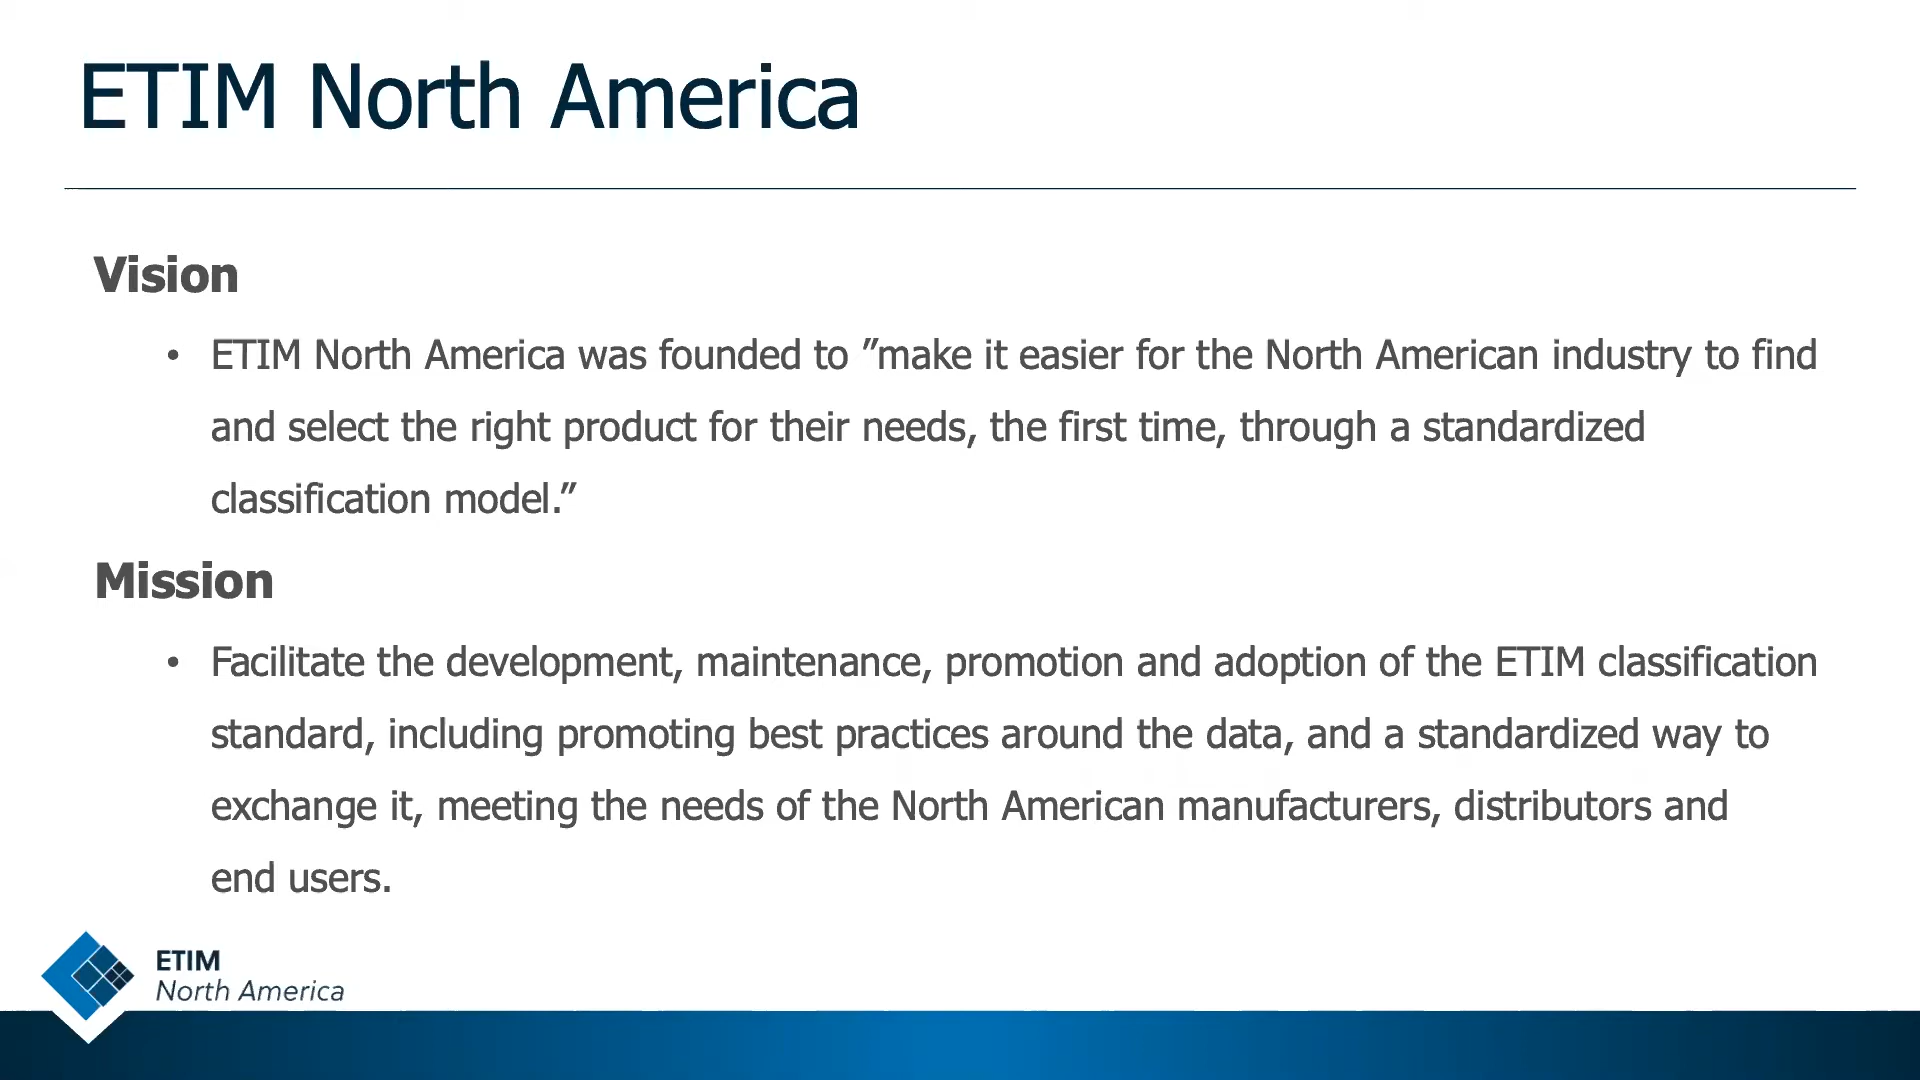 ETIM North America
Vision
• ETIM North America was founded to ”make it easier for the North American industry to find
and select the right product for their needs, the first time, through a standardized
classification model.”
Mission
• Facilitate the development, maintenance, promotion and adoption of the ETIM classification
standard, including promoting best practices around the data, and a standardized way to
exchange it, meeting the needs of the North American manufacturers, distributors and
end users.
ETIM
North America